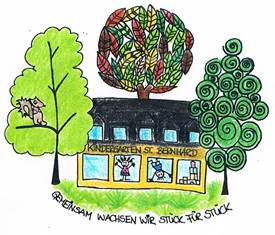 KINDERGARTEN ST. BERNHARD
GEMEINSAM WACHSEN WIR STÜCK FÜR STÜCK